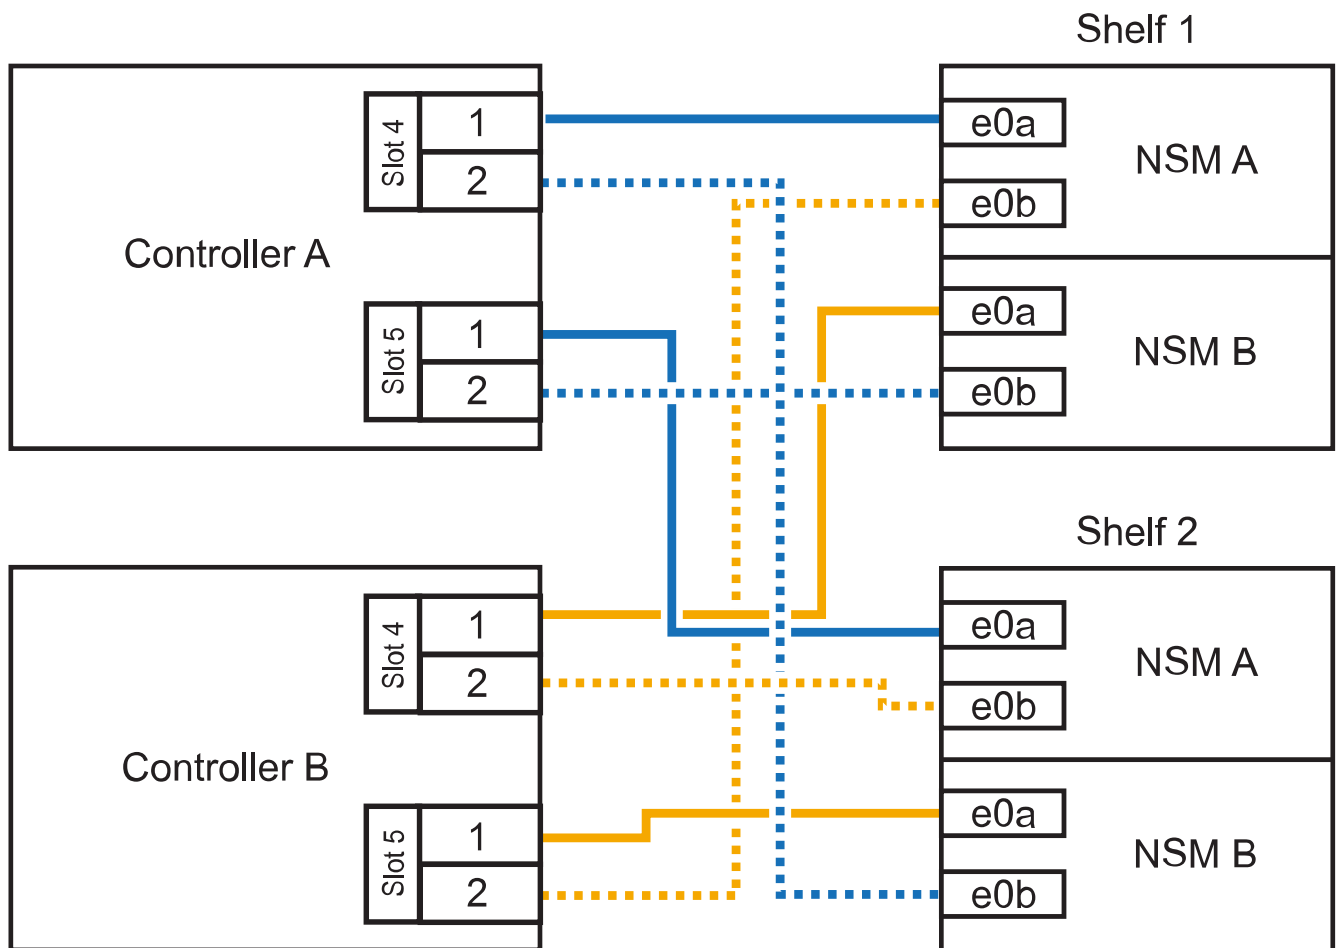 Shelf 1
Controller A
Slot 4
1
2
Slot 5
1
2
e0a
e0b
NSM A
e0a
e0b
NSM B
Shelf 2
Controller B
Slot 4
1
2
Slot 5
1
2
e0a
e0b
NSM A
e0a
e0b
NSM B